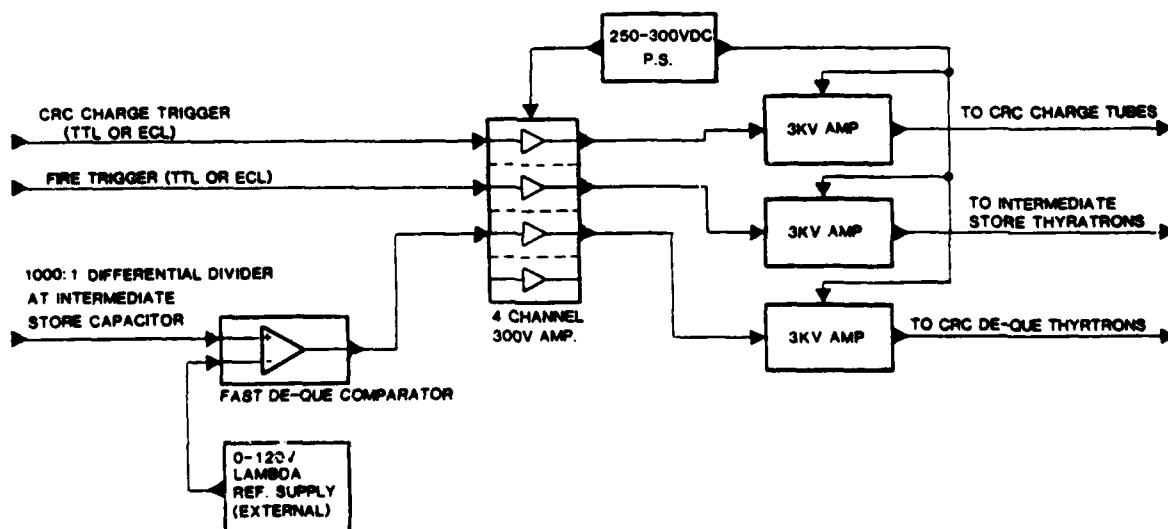 250-300VDC
P.S.
CRC CHARGE TRIGGER
(TTL OR ECL)
3KV AMP
TO CRC CHARGE TUBES
FIRE TRIGGER (TTL OR ECL)
3KV AMP
TO INTERMEDIATE
STORE THYRATRONS
1000:1 DIFFERENTIAL DIVIDER
AT INTERMEDIATE
STORE CAPACITOR
+
-
4 CHANNEL
300V AMP.
3KV AMP
TO CRC DE-QUE THYRTRONS
FAST DE-QUE COMPARATOR
0-120V
LAMBDA
REF. SUPPLY
(EXTERNAL)